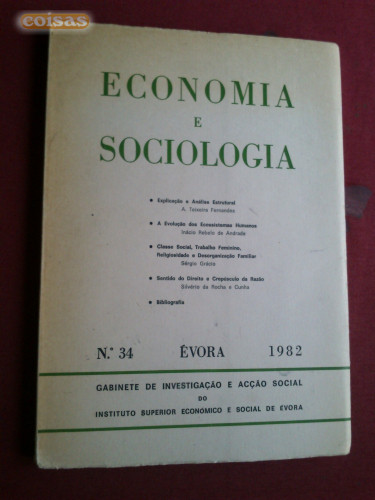 coisas
ECONOMIA
E
SOCIOLOGIA
Explicação e Análise Estrutural
A. Teixeira Fernandes
A Evolução dos Ecossistemas Humanos
Inácio Rebelo de Andrade
Classe Social, Trabalho Feminino,
Religiosidade e Desorganização Familiar
Sérgio Grácio
Sentido do Direito e Crepúsculo da Razão
Silvério da Rocha e Cunha
Bibliografia
N.º 34 ÉVORA 1982
GABINETE DE INVESTIGAÇÃO E ACÇÃO SOCIAL
DO
INSTITUTO SUPERIOR ECONOMICO E SOCIAL DE EVORA